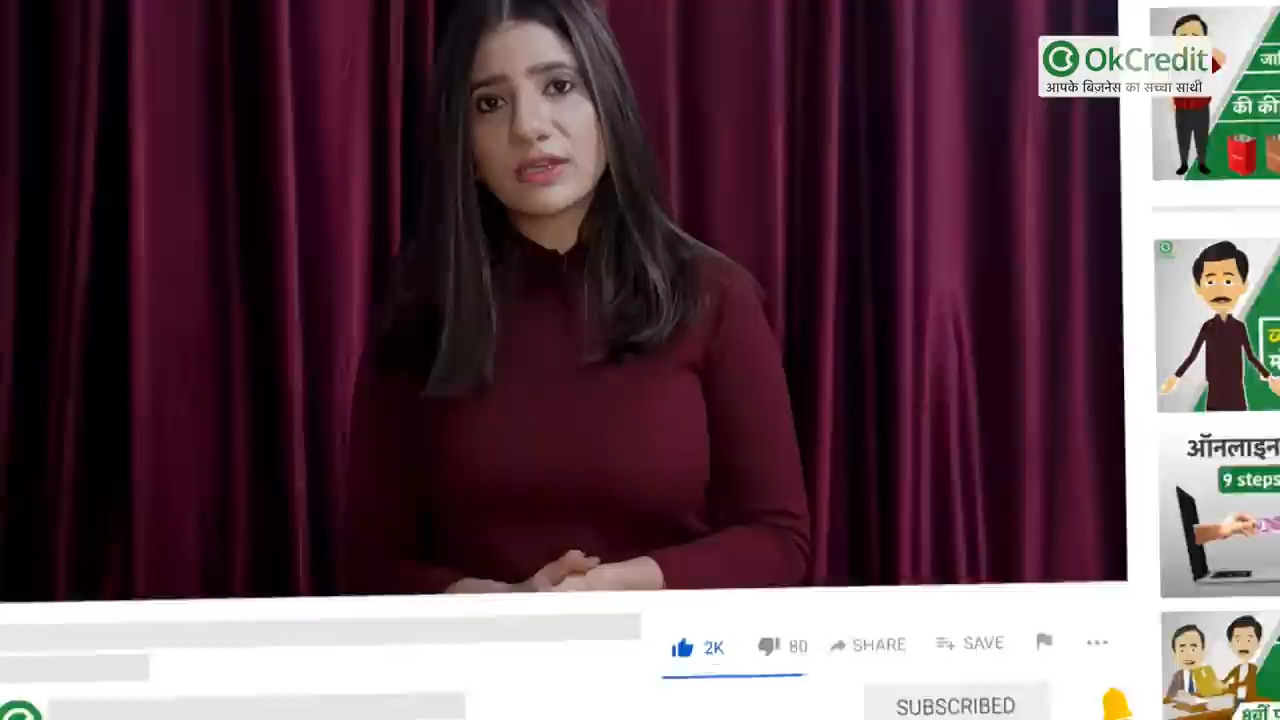 OkCredit
आपके बिज़नेस का सच्चा साथी
की
ऑनलाइन
9 steps
2K
80
SHARE
SAVE
SUBSCRIBED